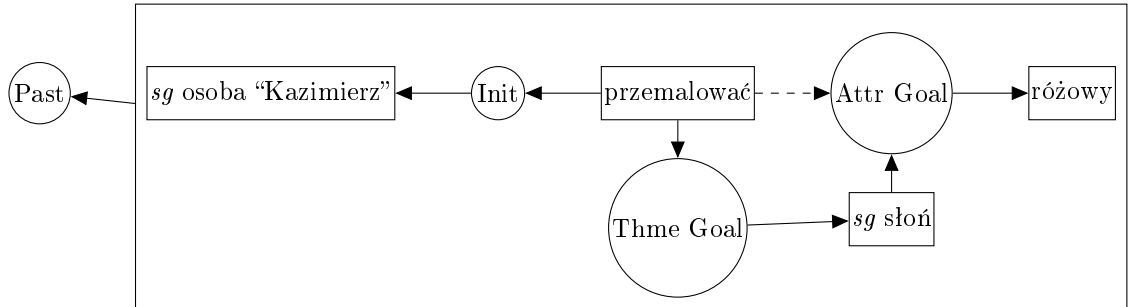 Past
sg osoba “Kazimierz”
Init
przemalować
Attr Goal
różowy
Thme Goal
sg słoń